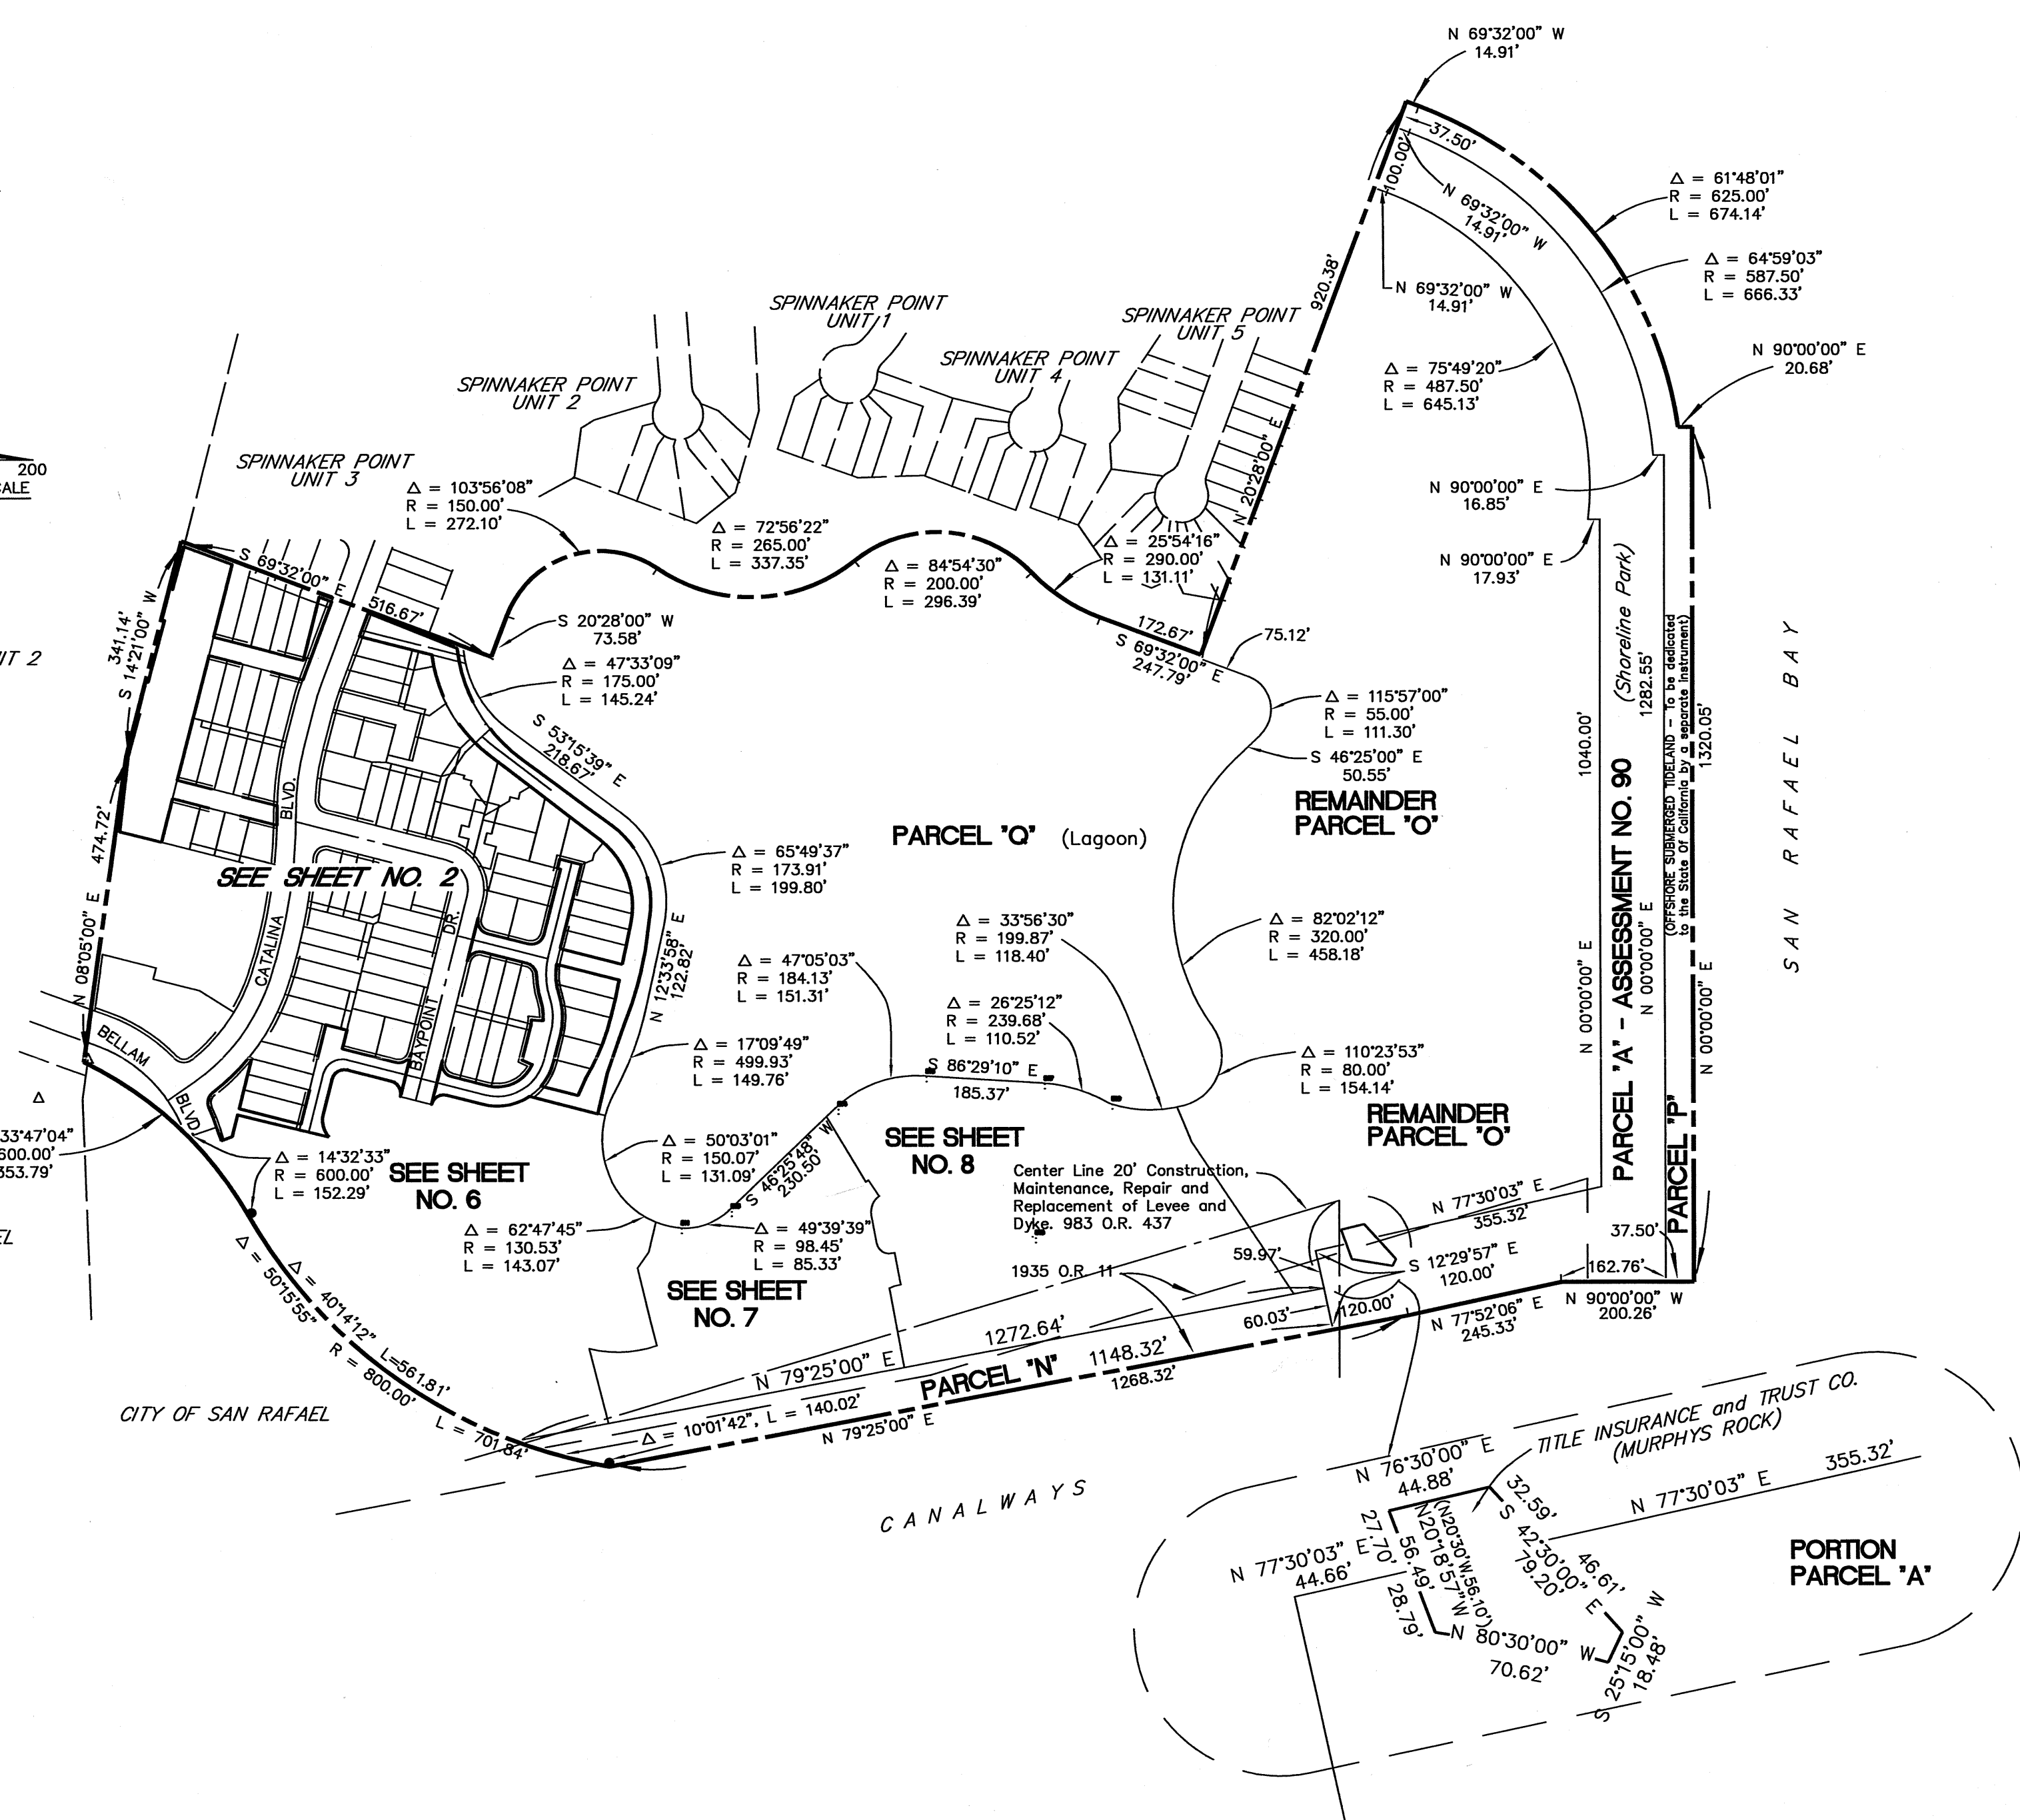 N 69°32'00" W
14.91'
37.50'
100.00'
N 69°32'00" W
14.91'
Δ = 61°48'01"
R = 625.00'
L = 674.14'
Δ = 64°59'03"
R = 587.50'
L = 666.33'
N 69°32'00" W
14.91'
920.38'
N 20°28'00" E
N 90°00'00" E
20.68'
Δ = 75°49'20"
R = 487.50'
L = 645.13'
SPINNAKER POINT
UNIT 1
SPINNAKER POINT
UNIT 5
SPINNAKER POINT
UNIT 4
SPINNAKER POINT
UNIT 2
SPINNAKER POINT
UNIT 3
200
CALE
Δ = 103°56'08"
R = 150.00'
L = 272.10'
Δ = 72°56'22"
R = 265.00'
L = 337.35'
Δ = 84°54'30"
R = 200.00'
L = 296.39'
Δ = 25°54'16"
R = 290.00'
L = 131.11'
N 90°00'00" E
16.85'
N 90°00'00" E
17.93'
S 69°32'00" E
516.67'
S 20°28'00" W
73.58'
172.67'
S 69°32'00" E
247.79'
75.12'
341.14'
S 14°21'00" W
IT 2
Δ = 47°33'09"
R = 175.00'
L = 145.24'
S 53°15'39" E
218.67'
Δ = 115°57'00"
R = 55.00'
L = 111.30'
S 46°25'00" E
50.55'
REMAINDER
PARCEL "O"
PARCEL "Q" (Lagoon)
1040.00'
N 00°00'00" E
PARCEL "A" - ASSESSMENT NO. 90
(Shoreline Park)
1282.55'
N 00°00'00" E
(OFFSHORE SUBMERGED TIDELAND - To be dedicated
to the State Of California by a separate instrument)
PARCEL "P"
1320.05'
N 00°00'00" E
SAN RAFAEL BAY
474.72'
N 08°05'00" E
SEE SHEET NO. 2
CATALINA
BLVD.
BAYPOINT
DR.
BELLAM
BLVD
Δ = 65°49'37"
R = 173.91'
L = 199.80'
N 12°33'58" E
122.82'
Δ = 47°05'03"
R = 184.13'
L = 151.31'
Δ = 33°56'30"
R = 199.87'
L = 118.40'
Δ = 82°02'12"
R = 320.00'
L = 458.18'
Δ = 26°25'12"
R = 239.68'
L = 110.52'
Δ = 17°09'49"
R = 499.93'
L = 149.76'
S 86°29'10" E
185.37'
Δ = 110°23'53"
R = 80.00'
L = 154.14'
REMAINDER
PARCEL "O"
Δ
33°47'04"
600.00'
353.79'
EL
Δ = 14°32'33"
R = 600.00'
L = 152.29'
SEE SHEET
NO. 6
Δ = 50°03'01"
R = 150.07'
L = 131.09'
S 46°25'48" W
230.50'
SEE SHEET
NO. 8
Center Line 20' Construction,
Maintenance, Repair and
Replacement of Levee and
Dyke. 983 O.R. 437
Δ = 62°47'45"
R = 130.53'
L = 143.07'
Δ = 49°39'39"
R = 98.45'
L = 85.33'
SEE SHEET
NO. 7
1935 O.R. 11
59.97'
N 77°30'03" E
355.32'
S 12°29'57" E
120.00'
37.50'
162.76'
N 90°00'00" W
200.26'
60.03'
120.00'
N 77°52'06" E
245.33'
Δ = 40°14'12"
L=561.81'
Δ = 50°15'55"
R = 800.00'
L = 701.84'
1272.64'
N 79°25'00" E
PARCEL "N"
1148.32'
1268.32'
Δ = 10°01'42", L = 140.02'
N 79°25'00" E
CITY OF SAN RAFAEL
CANALWAYS
TITLE INSURANCE and TRUST CO.
(MURPHYS ROCK)
N 76°30'00" E
44.88'
32.59'
S 42°30'00" E
79.20'
46.61'
N 77°30'03" E
355.32'
N 77°30'03" E
44.66'
27.70'
56.49'
28.79'
N20°18'57"W
(N20°30'W,56.10')
N 80°30'00" W
70.62'
S 25°15'00" W
18.48'
PORTION
PARCEL "A"